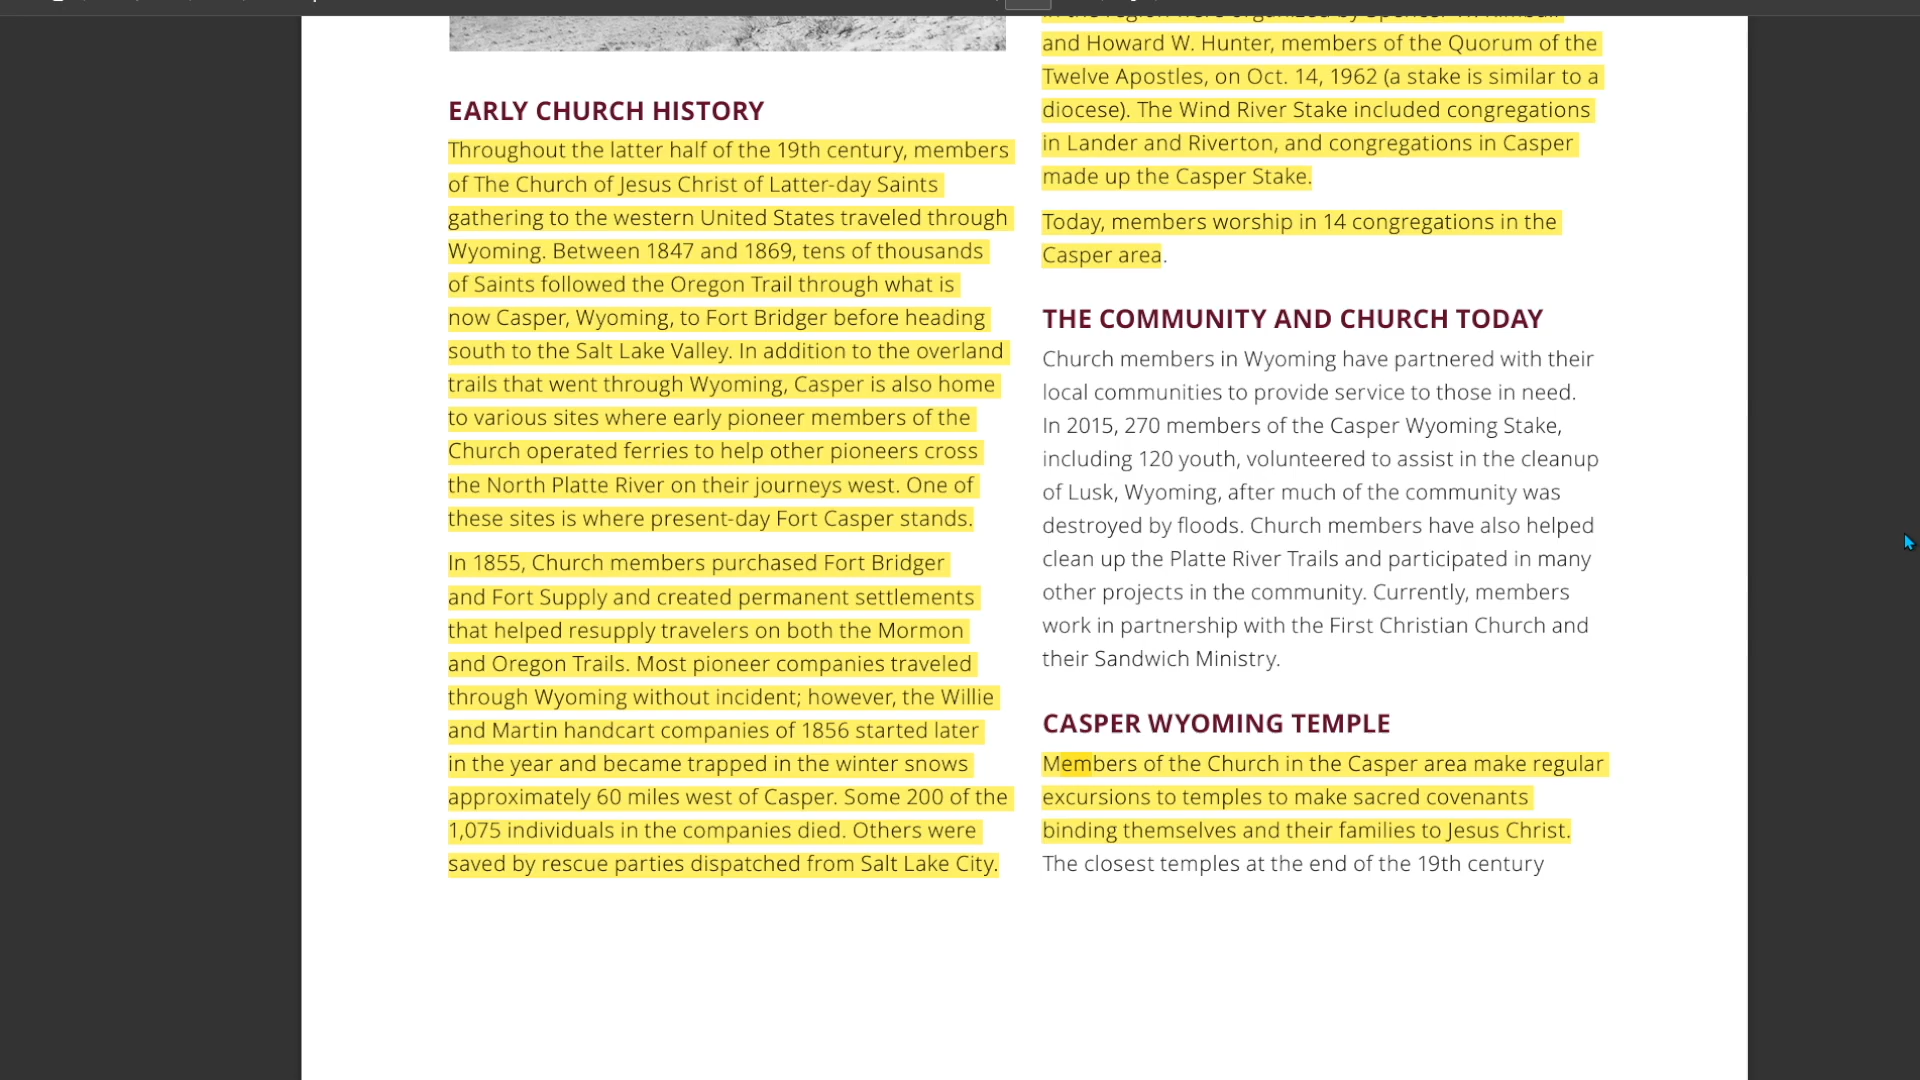 EARLY CHURCH HISTORY
Throughout the latter half of the 19th century, members
of The Church of Jesus Christ of Latter-day Saints
gathering to the western United States traveled through
Wyoming. Between 1847 and 1869, tens of thousands
of Saints followed the Oregon Trail through what is
now Casper, Wyoming, to Fort Bridger before heading
south to the Salt Lake Valley. In addition to the overland
trails that went through Wyoming, Casper is also home
to various sites where early pioneer members of the
Church operated ferries to help other pioneers cross
the North Platte River on their journeys west. One of
these sites is where present-day Fort Casper stands.
In 1855, Church members purchased Fort Bridger
and Fort Supply and created permanent settlements
that helped resupply travelers on both the Mormon
and Oregon Trails. Most pioneer companies traveled
through Wyoming without incident; however, the Willie
and Martin handcart companies of 1856 started later
in the year and became trapped in the winter snows
approximately 60 miles west of Casper. Some 200 of the
1,075 individuals in the companies died. Others were
saved by rescue parties dispatched from Salt Lake City.
in the region were organized by Spencer W. Kimball
and Howard W. Hunter, members of the Quorum of the
Twelve Apostles, on Oct. 14, 1962 (a stake is similar to a
diocese). The Wind River Stake included congregations
in Lander and Riverton, and congregations in Casper
made up the Casper Stake.
Today, members worship in 14 congregations in the
Casper area.
THE COMMUNITY AND CHURCH TODAY
Church members in Wyoming have partnered with their
local communities to provide service to those in need.
In 2015, 270 members of the Casper Wyoming Stake,
including 120 youth, volunteered to assist in the cleanup
of Lusk, Wyoming, after much of the community was
destroyed by floods. Church members have also helped
clean up the Platte River Trails and participated in many
other projects in the community. Currently, members
work in partnership with the First Christian Church and
their Sandwich Ministry.
CASPER WYOMING TEMPLE
Members of the Church in the Casper area make regular
excursions to temples to make sacred covenants
binding themselves and their families to Jesus Christ.
The closest temples at the end of the 19th century